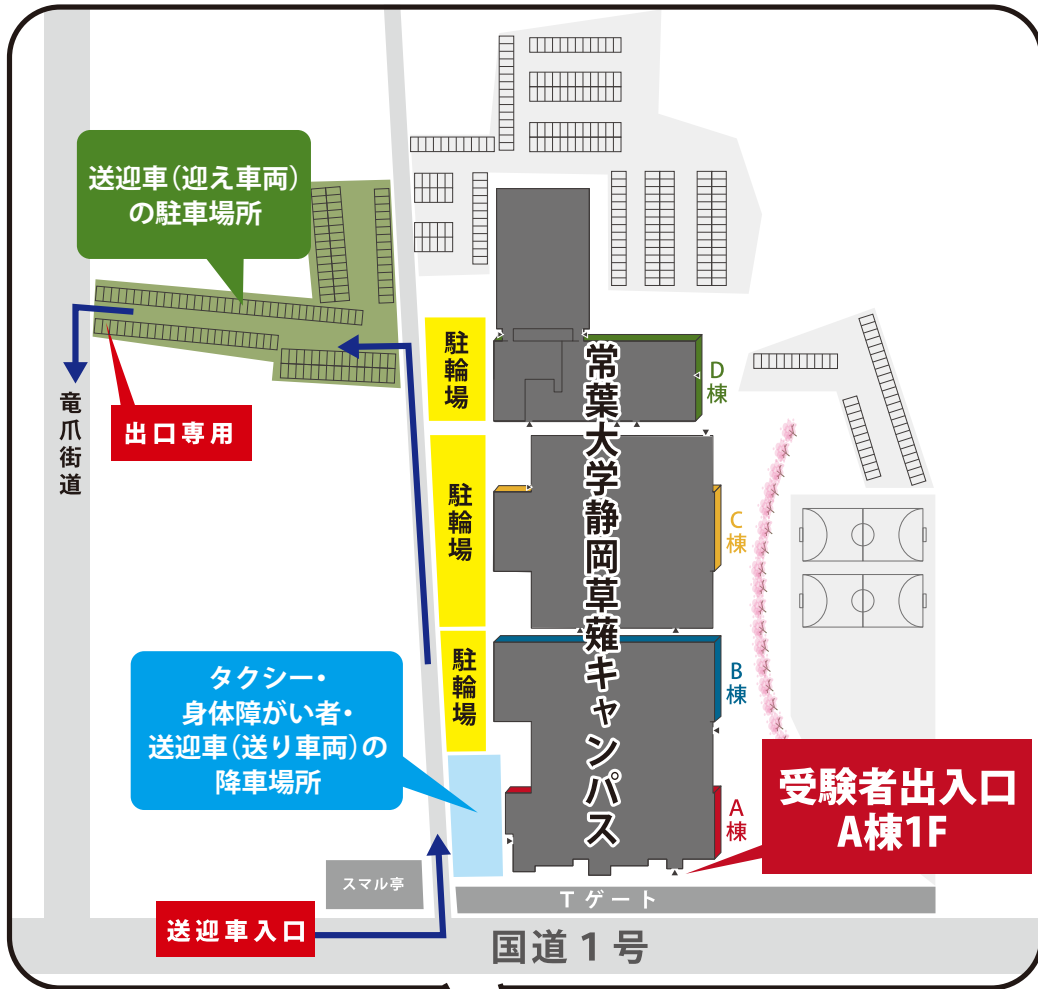 送迎車（迎え車両）
の駐車場所
出口専用
竜爪街道
駐輪場
駐輪場
駐輪場
常葉大学静岡草薙キャンパス
D棟
C棟
B棟
A棟
タクシー・
身体障がい者・
送迎車（送り車両）の
降車場所
受験者出入口
A棟1F
スマル亭
Tゲート
送迎車入口
国道1号